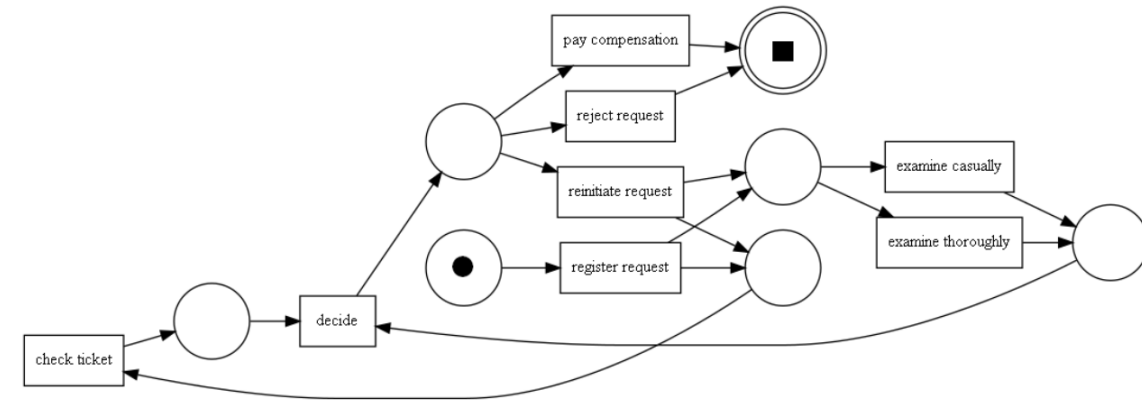 pay compensation
reject request
examine casually
reinitiate request
examine thoroughly
register request
decide
check ticket